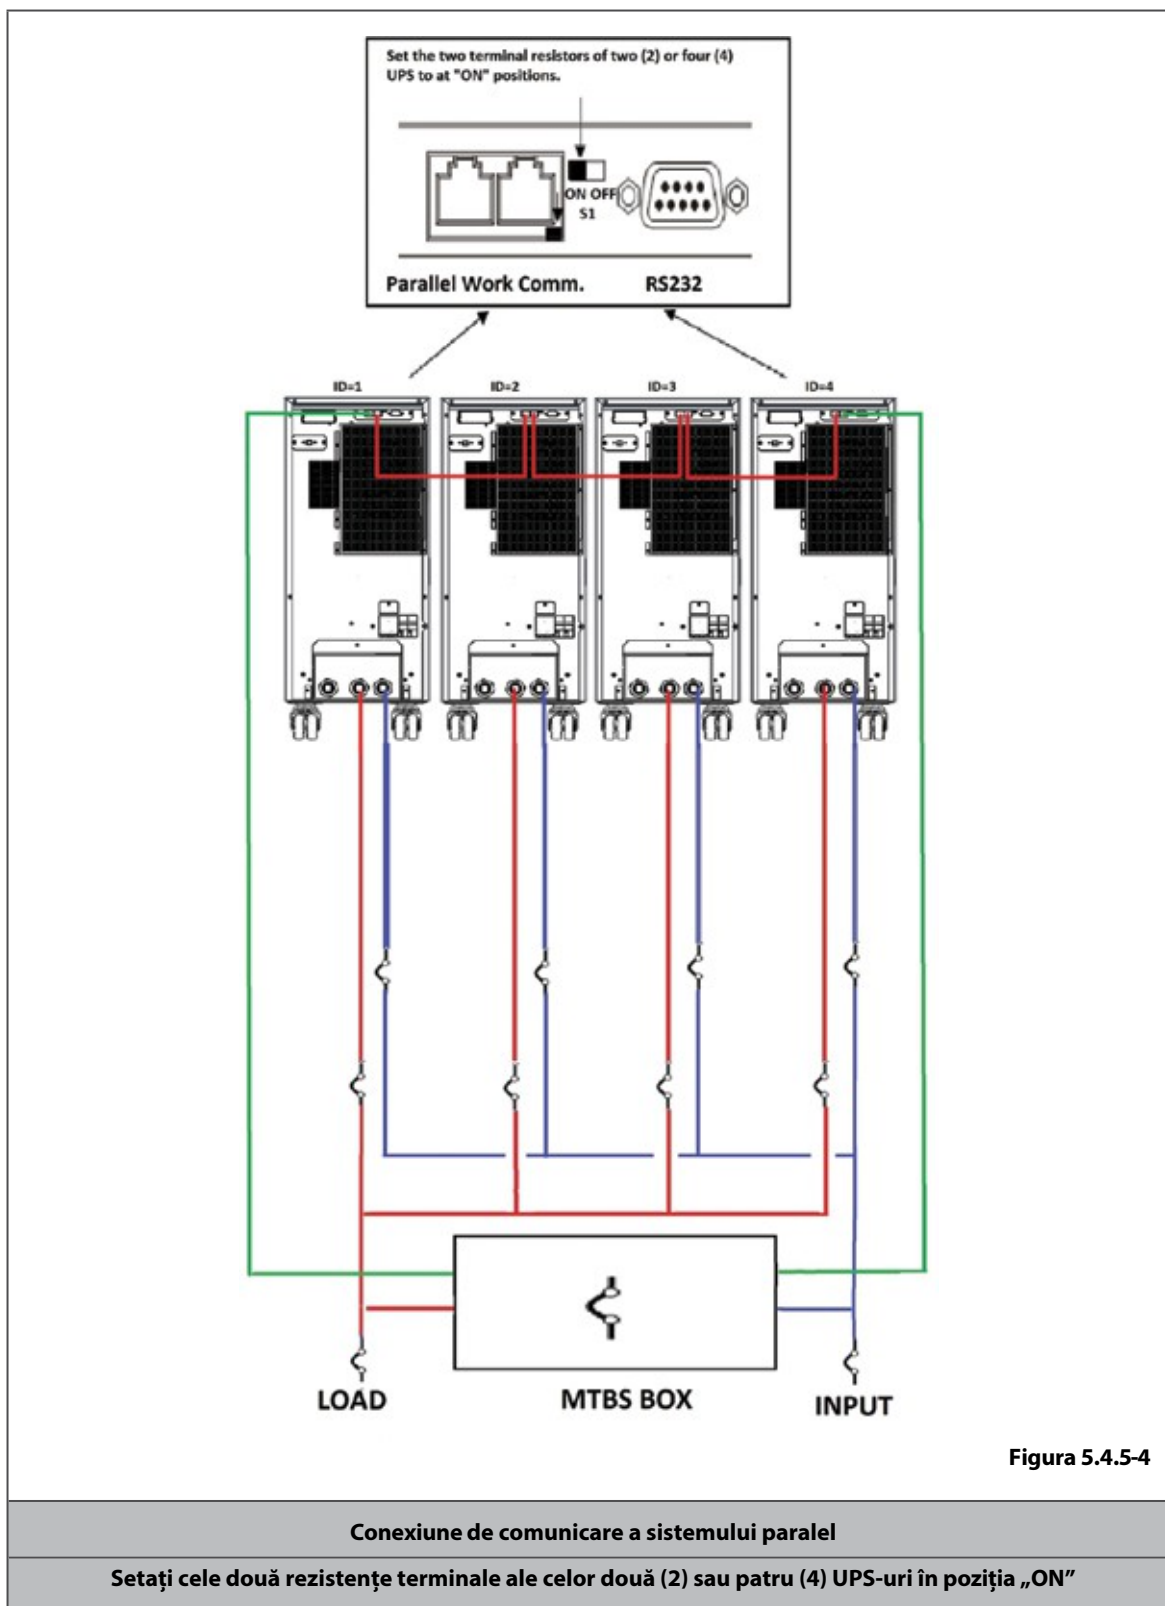 Set the two terminal resistors of two (2) or four (4)
UPS to at "ON" positions.
ON OFF
S1
Parallel Work Comm.
RS232
ID=1
ID=2
ID=3
ID=4
LOAD
MTBS BOX
INPUT
Figura 5.4.5-4
Conexiune de comunicare a sistemului paralel
Setați cele două rezistențe terminale ale celor două (2) sau patru (4) UPS-uri în poziția „ON”